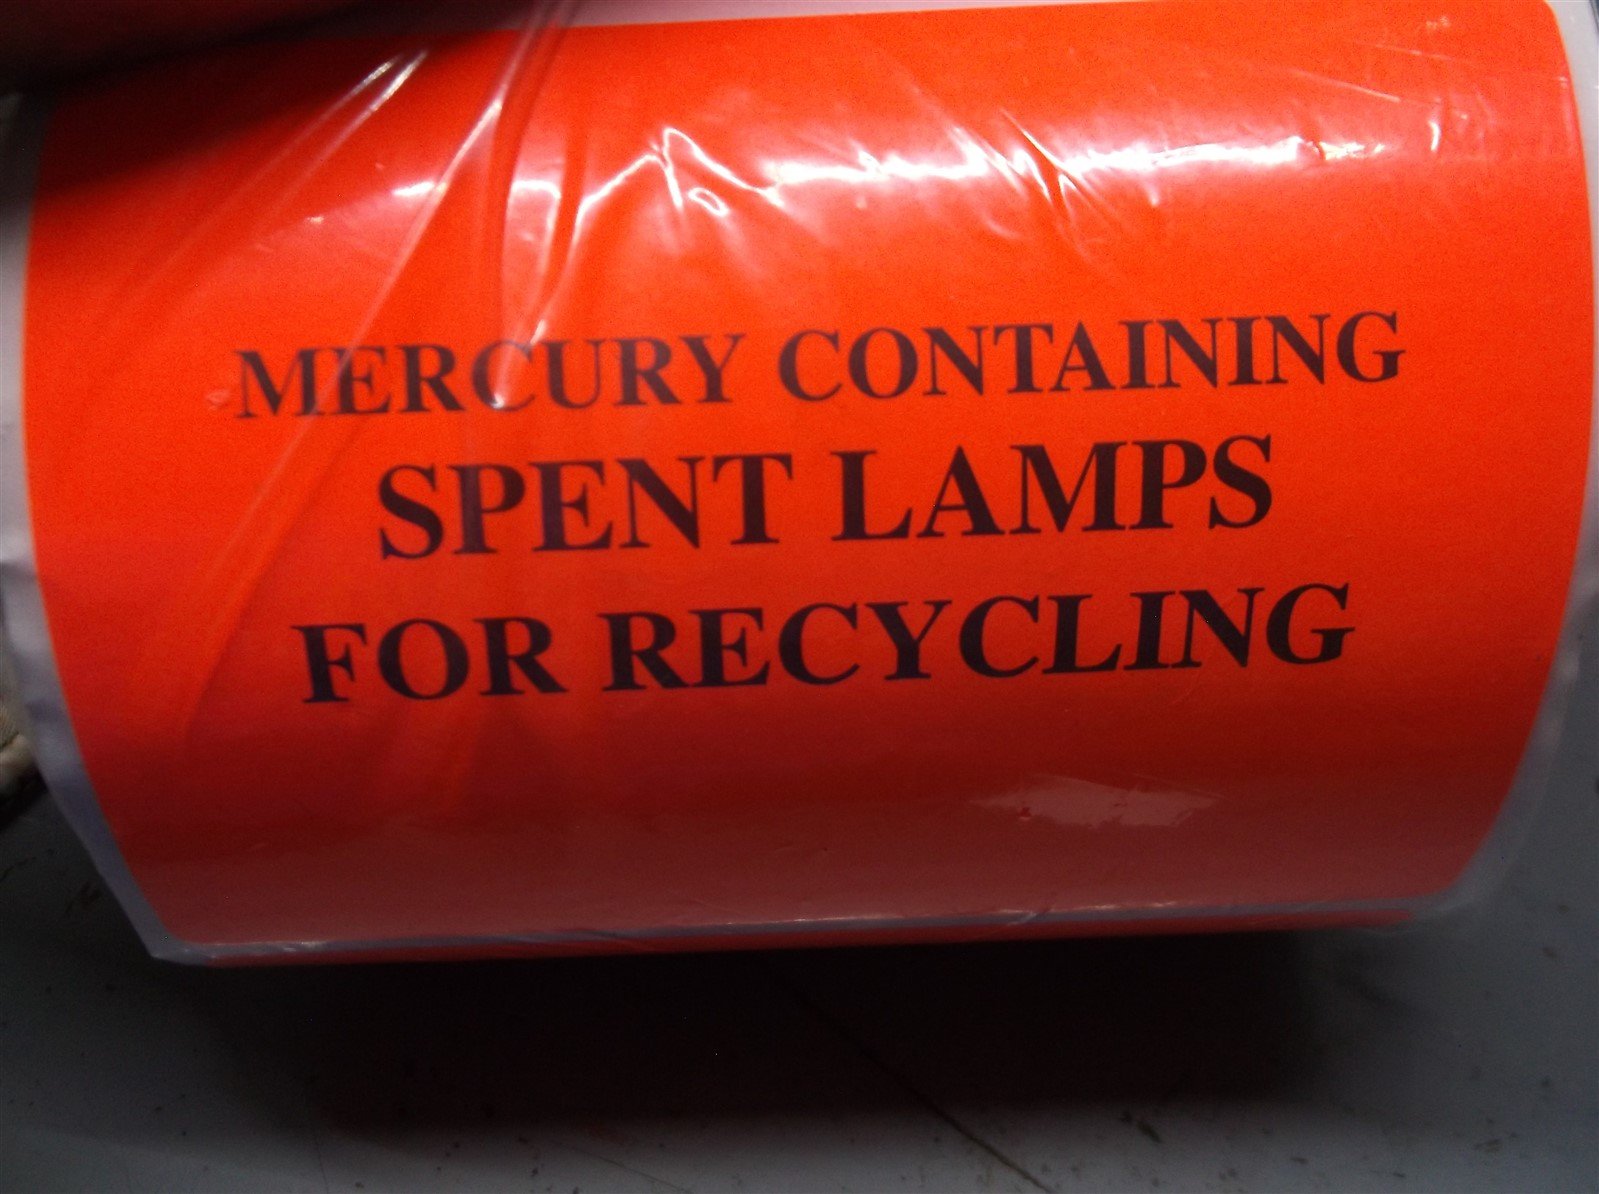 MERCURY CONTAINING
SPENT LAMPS
FOR RECYCLING